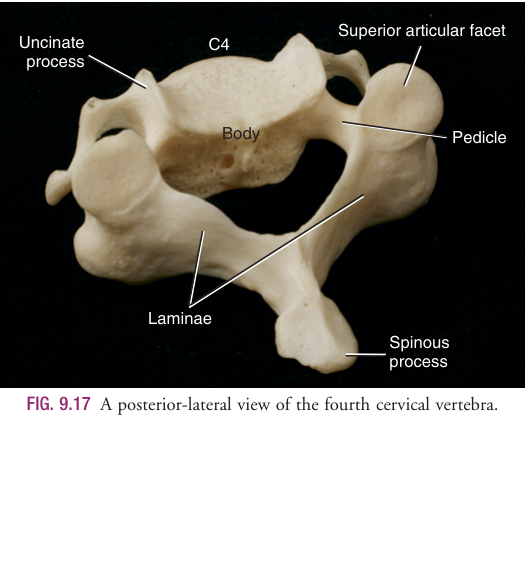 Superior articular facet
Uncinate
process
C4
Body
Pedicle
Laminae
Spinous
process
FIG. 9.17 A posterior-lateral view of the fourth cervical vertebra.